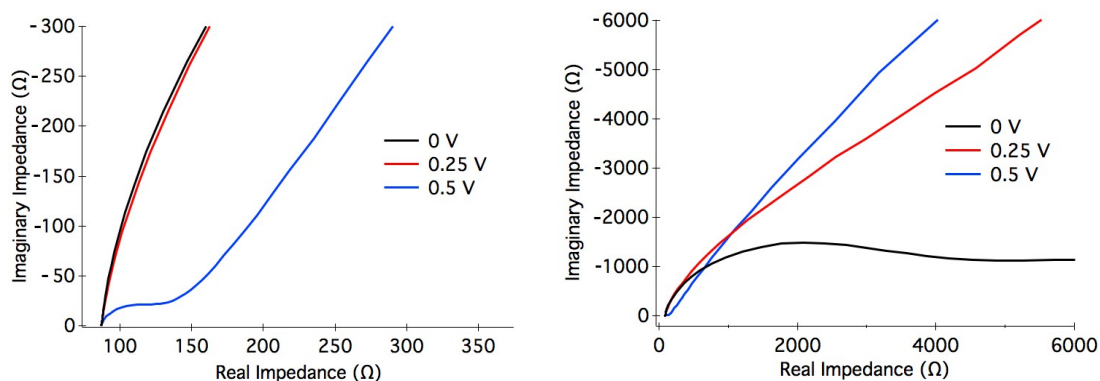 -300
-250
-200
-150
-100
-50
0
Imaginary Impedance (Ω)
100 150 200 250 300 350
Real Impedance (Ω)
0 V
0.25 V
0.5 V
-6000
-5000
-4000
-3000
-2000
-1000
0
Imaginary Impedance (Ω)
0 2000 4000 6000
Real Impedance (Ω)
0 V
0.25 V
0.5 V